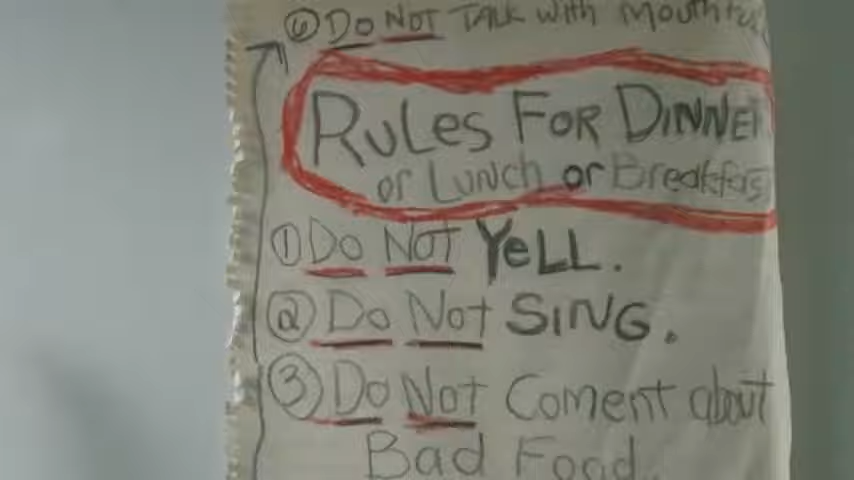 ⑥ Do NOT TALK with mouth
RULes FOR DINNER
or Lunch or Breakfas
① Do NOT YeLL.
② Do Not SING.
③ Do Not Coment about
Bad Food.